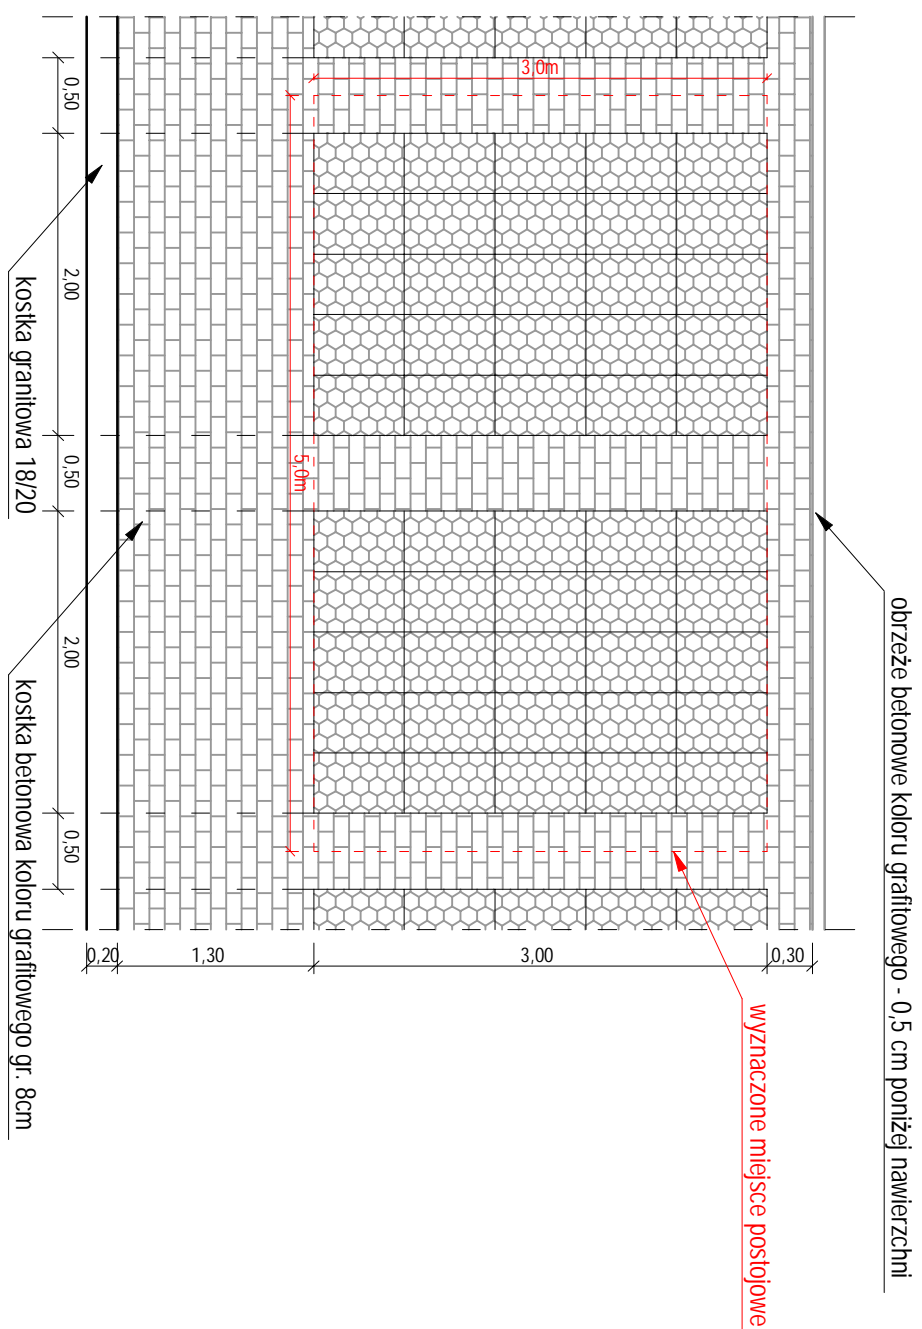 obrzeże betonowe koloru grafitowego - 0,5 cm poniżej nawierzchni
wyznaczone miejsce postojowe
3,0m
5,0m
0,20
1,30
3,00
0,30
0,50
2,00
0,50
2,00
0,50
kostka granitowa 18/20
kostka betonowa koloru grafitowego gr. 8cm